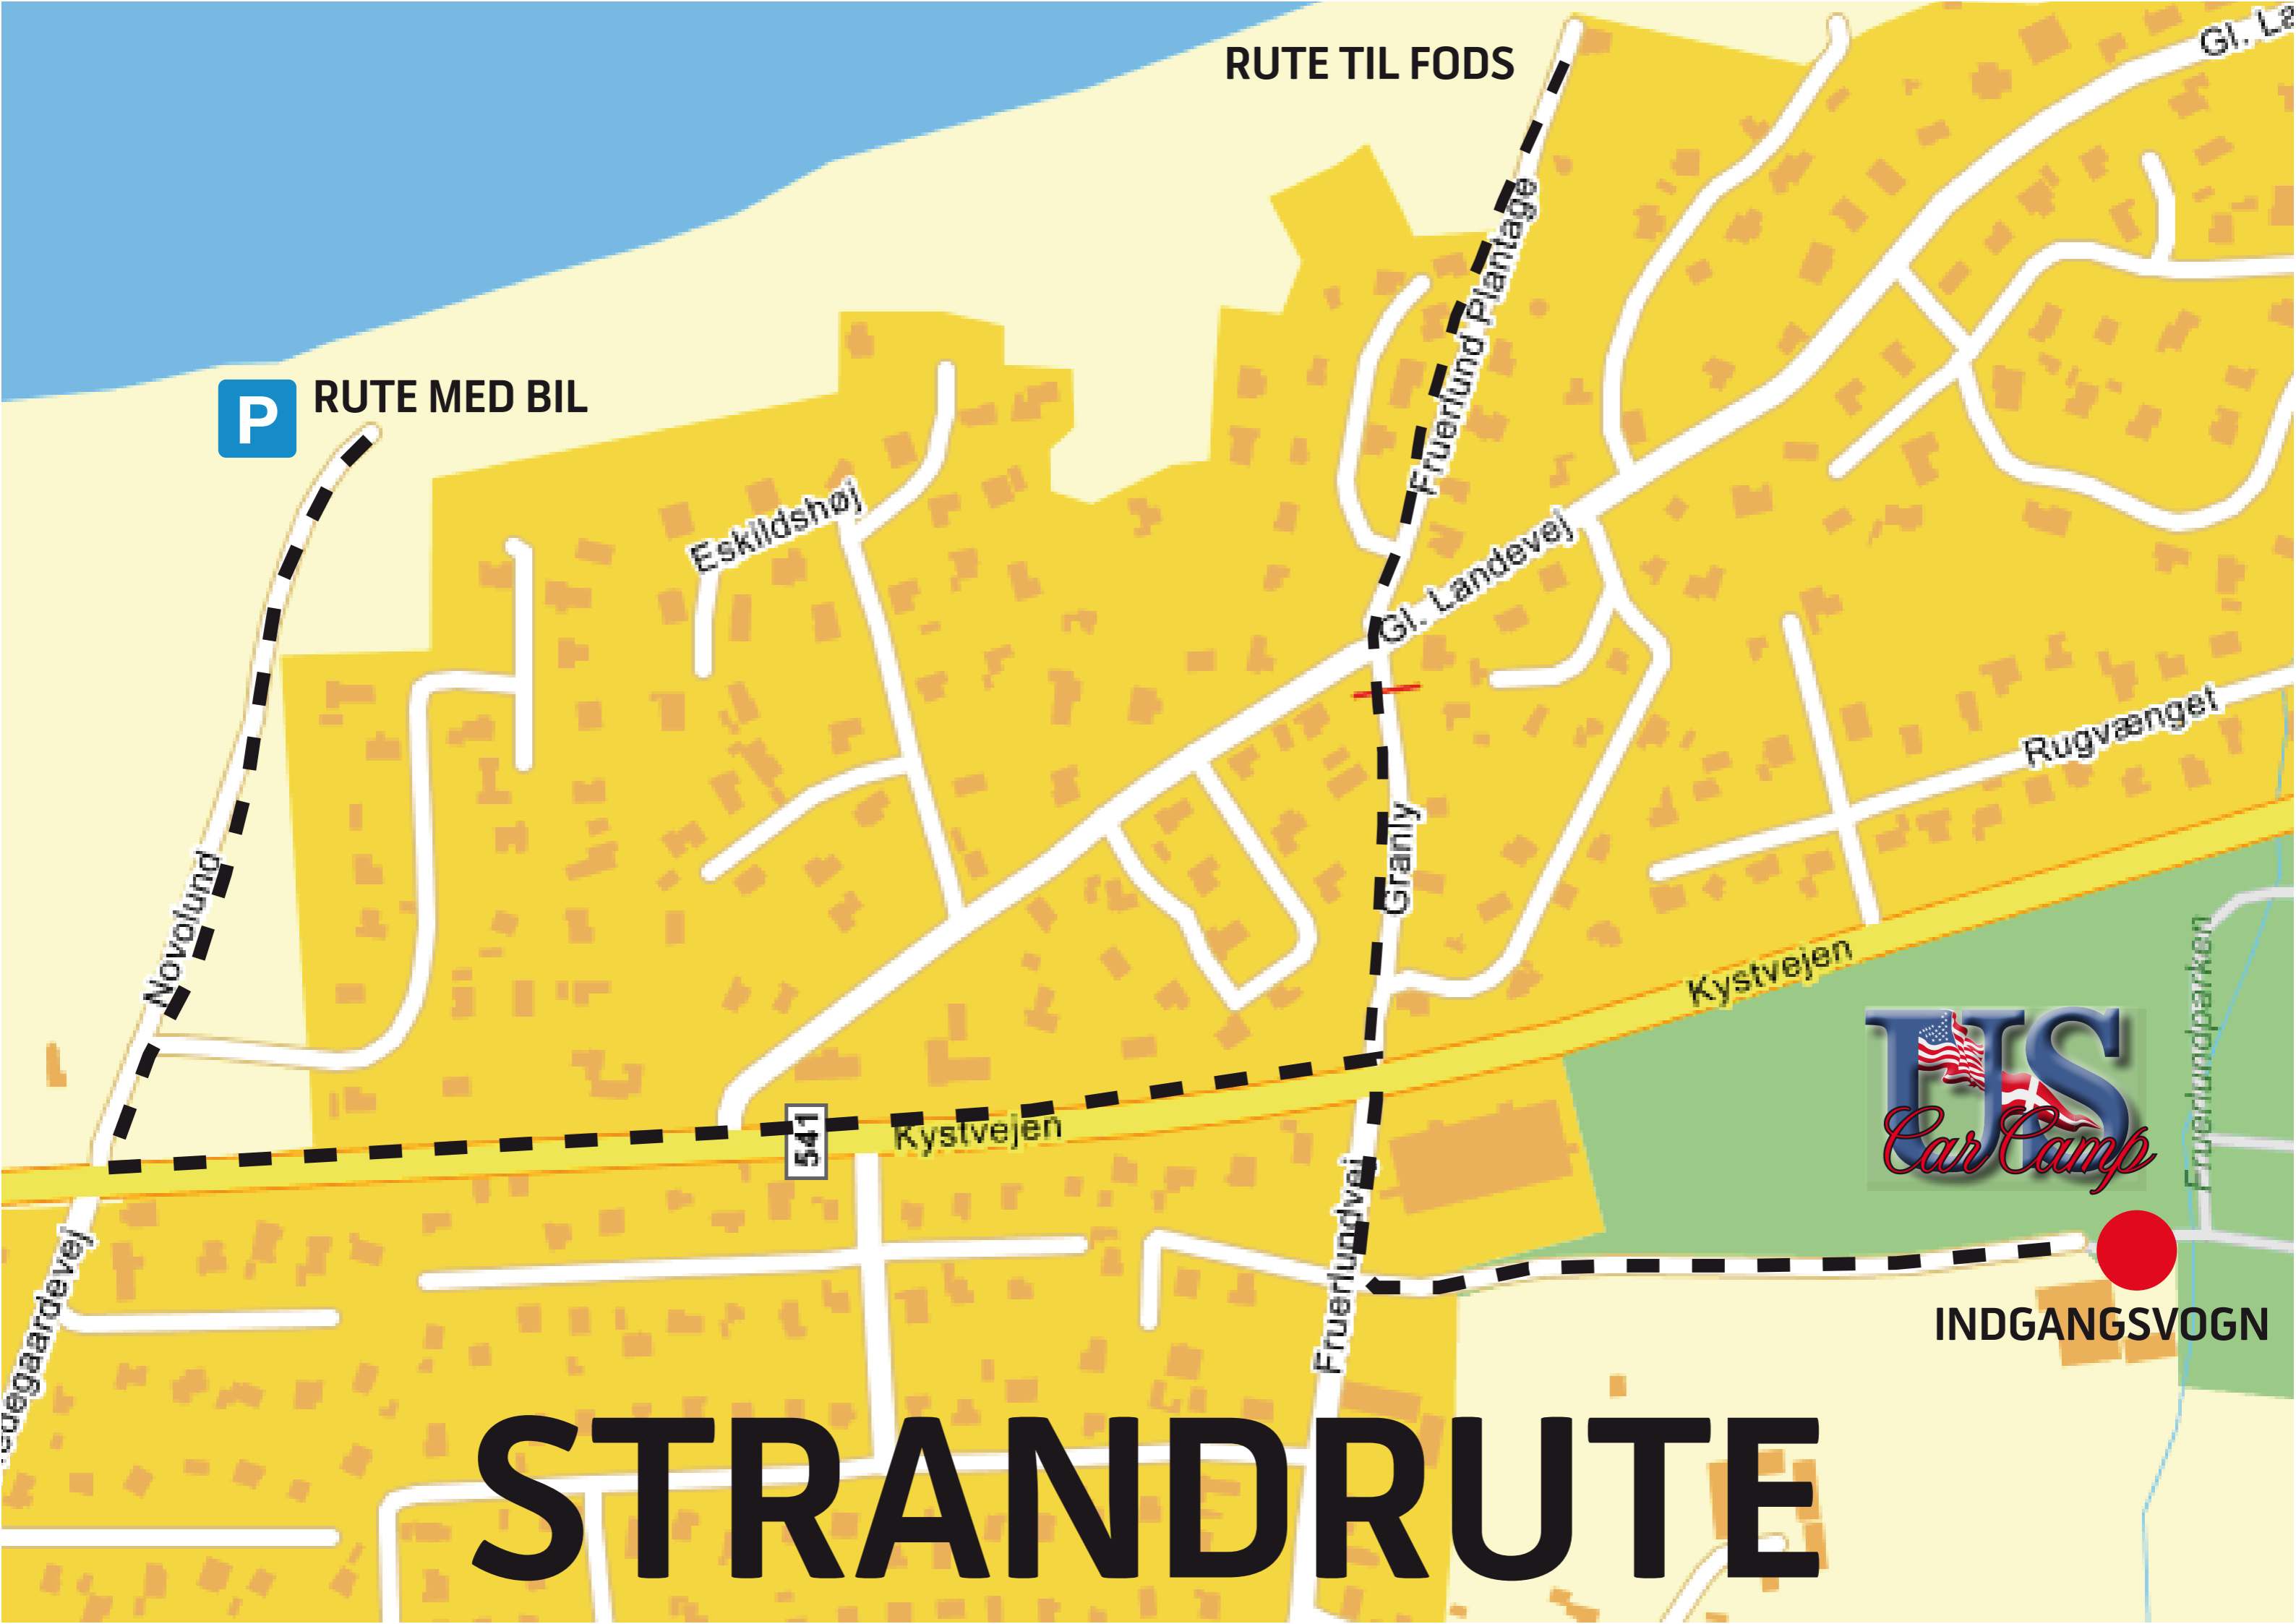 RUTE TIL FODS
Gl. La
P RUTE MED BIL
Fruerlund Plantage
Eskildshøj
Gl. Landevej
Rugvænget
Novolund
Granly
Kystvejen
Fruerlundparken
US
Car Camp
541
Kystvejen
Fruerlundvej
INDGANGSVOGN
STRANDRUTE